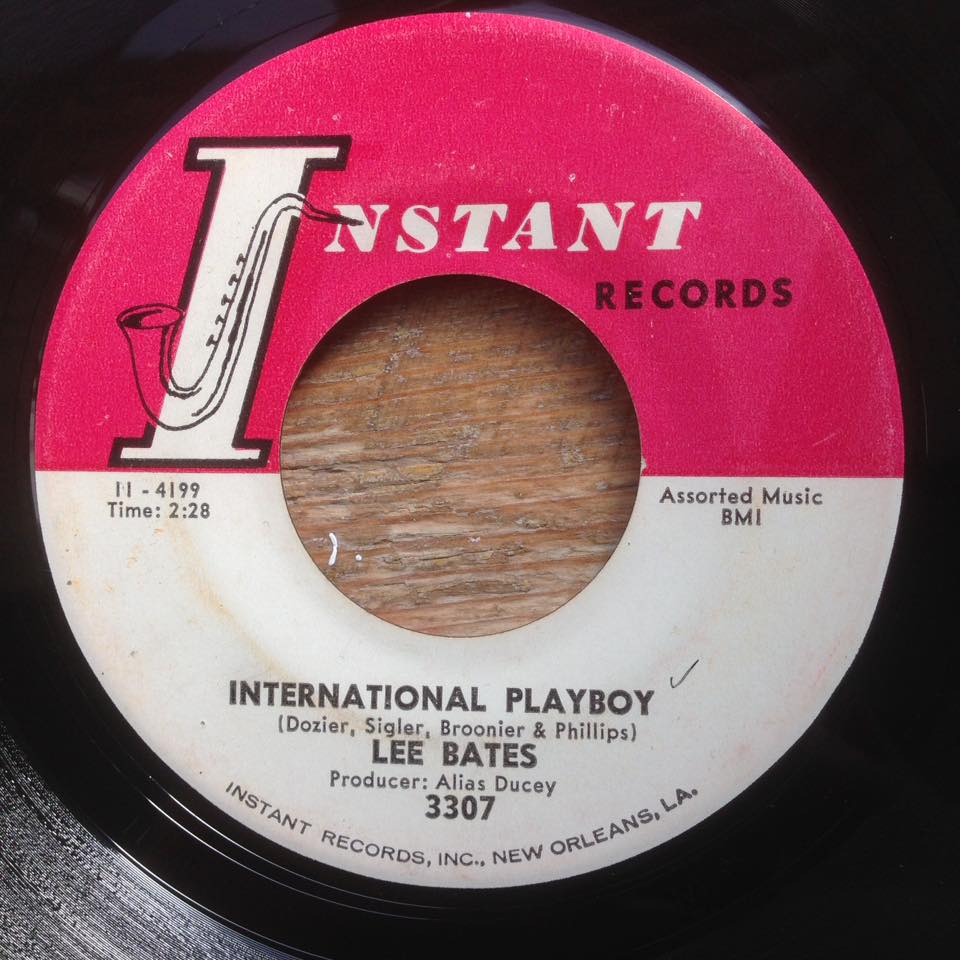 INSTANT
RECORDS
11 - 4199
Time: 2:28
Assorted Music
BMI
INTERNATIONAL PLAYBOY
(Dozier, Sigler, Broonier & Phillips)
LEE BATES
Producer: Alias Ducey
3307
INSTANT RECORDS, INC., NEW ORLEANS, LA.